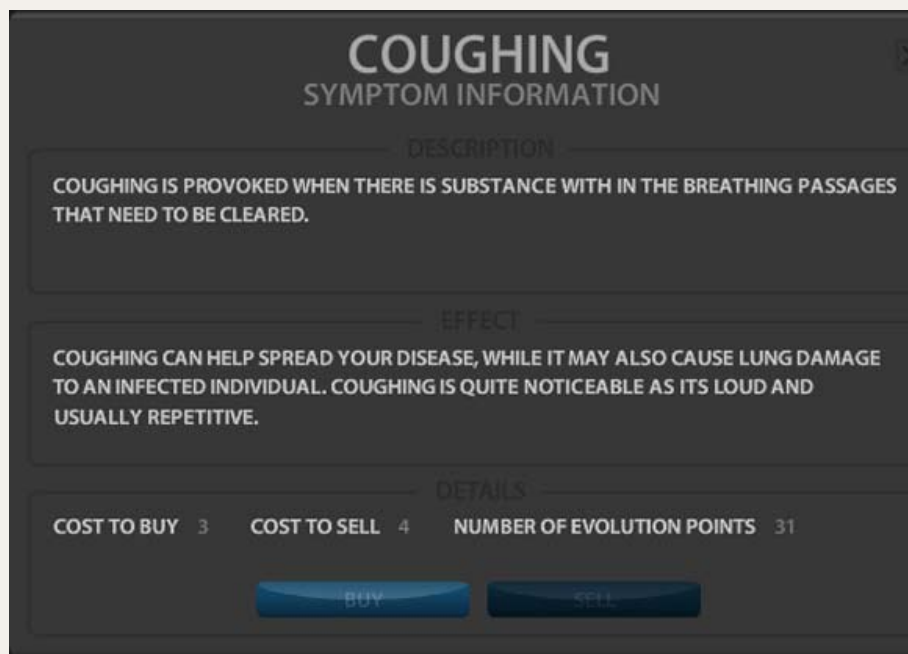 COUGHING
SYMPTOM INFORMATION
DESCRIPTION
COUGHING IS PROVOKED WHEN THERE IS SUBSTANCE WITH IN THE BREATHING PASSAGES
THAT NEED TO BE CLEARED.
EFFECT
COUGHING CAN HELP SPREAD YOUR DISEASE, WHILE IT MAY ALSO CAUSE LUNG DAMAGE
TO AN INFECTED INDIVIDUAL. COUGHING IS QUITE NOTICEABLE AS ITS LOUD AND
USUALLY REPETITIVE.
DETAILS
COST TO BUY 3 COST TO SELL 4 NUMBER OF EVOLUTION POINTS 31
BUY SELL